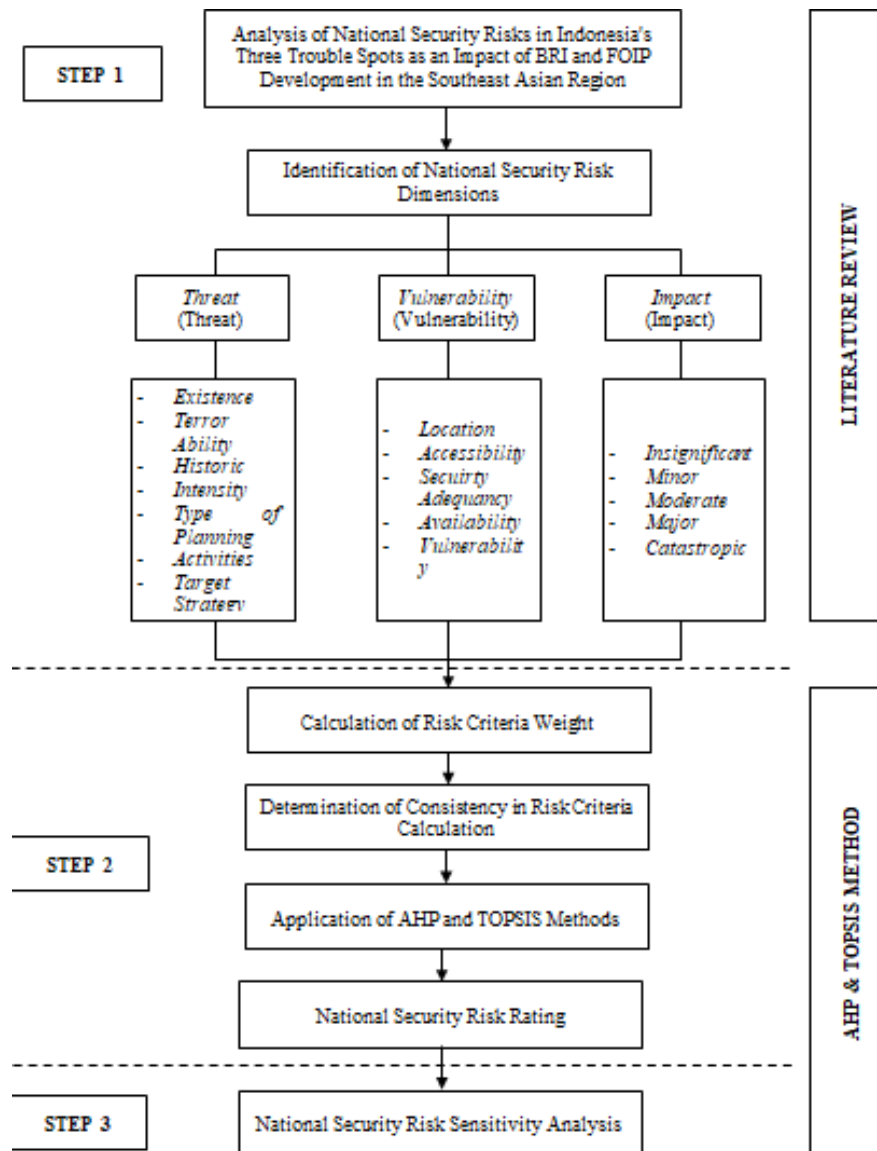 STEP 1
Analysis of National Security Risks in Indonesia's
Three Trouble Spots as an Impact of BRI and FOIP
Development in the Southeast Asian Region
Identification of National Security Risk
Dimensions
Threat
(Threat)
Vulnerability
(Vulnerability)
Impact
(Impact)
- Existence
- Terror
Ability
- Historic
- Intensity
- Type of
Planning
- Activities
- Target
Strategy
- Location
- Accessibility
- Secuirty
Adequancy
- Availability
- Vulnerabilit
y
- Insignificant
- Minor
- Moderate
- Major
- Catastropic
LITERATURE REVIEW
STEP 2
Calculation of Risk Criteria Weight
Determination of Consistency in Risk Criteria
Calculation
Application of AHP and TOPSIS Methods
National Security Risk Rating
AHP & TOPSIS METHOD
STEP 3
National Security Risk Sensitivity Analysis